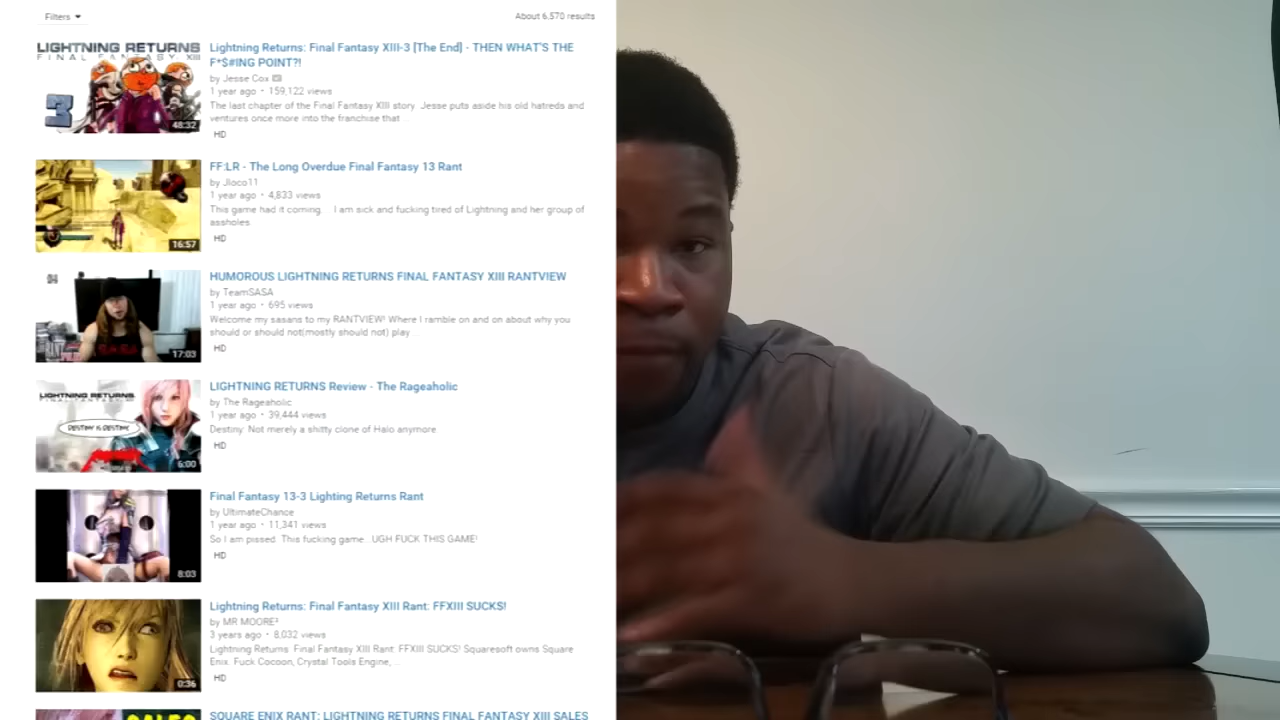 Filters
About 6,570 results
LIGHTNING RETURNS
FINAL FANTASY XIII
3
48:32
Lightning Returns: Final Fantasy XIII-3 [The End] - THEN WHAT'S THE
F*$#ING POINT?!
by Jesse Cox
1 year ago • 159,122 views
The last chapter of the Final Fantasy XIII story. Jesse puts aside his old hatreds and
ventures once more into the franchise that ...
HD
16:57
FF:LR - The Long Overdue Final Fantasy 13 Rant
by Jloco11
1 year ago • 4,833 views
This game had it coming.... I am sick and fucking tired of Lightning and her group of
assholes
HD
17:03
HUMOROUS LIGHTNING RETURNS FINAL FANTASY XIII RANTVIEW
by TeamSASA
1 year ago • 695 views
Welcome my sasans to my RANTVIEW! Where I ramble on and on about why you
should or should not(mostly should not) play ...
HD
LIGHTNING RETURNS
FINAL FANTASY XIII
DESTINY IS DESTINY
6:00
LIGHTNING RETURNS Review - The Rageaholic
by The Rageaholic
1 year ago • 39,444 views
Destiny: Not merely a shitty clone of Halo anymore
HD
8:03
Final Fantasy 13-3 Lighting Returns Rant
by UltimateChance
1 year ago • 11,341 views
So I am pissed. This fucking game.. UGH FUCK THIS GAME!
HD
0:36
Lightning Returns: Final Fantasy XIII Rant: FFXIII SUCKS!
by MR MOORE²
3 years ago • 8,032 views
Lightning Returns: Final Fantasy XIII Rant: FFXIII SUCKS! Squaresoft owns Square
Enix. Fuck Cocoon, Crystal Tools Engine, ...
HD
SQUARE ENIX RANT: LIGHTNING RETURNS FINAL FANTASY XIII SALES